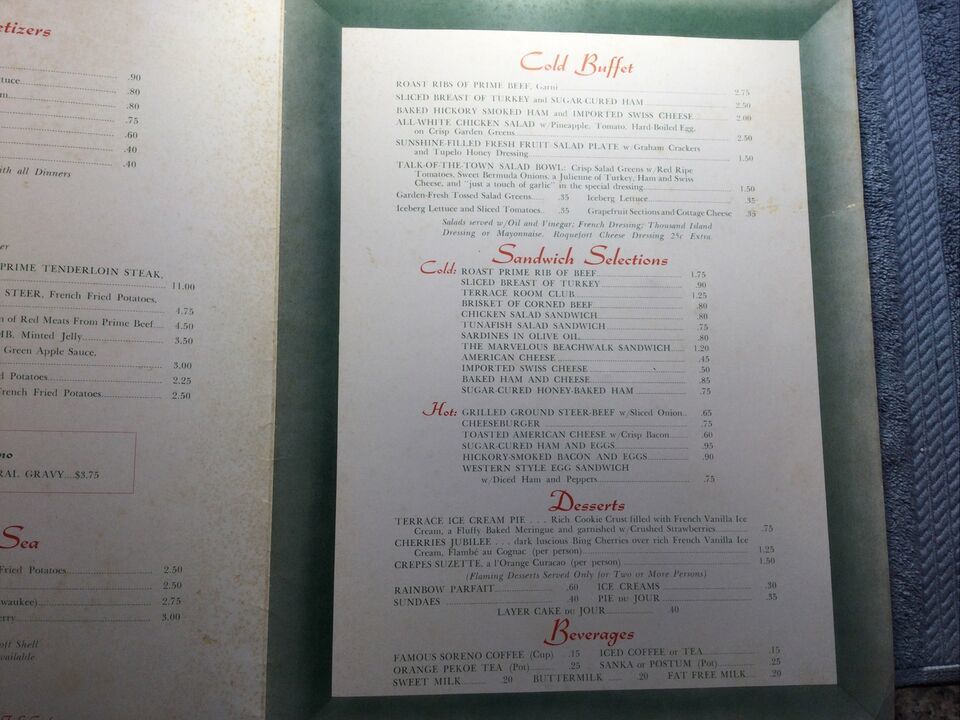 etizers
.90
tuce .80
m .80
.75
.60
.40
.40
ith all Dinners
er
PRIME TENDERLOIN STEAK,
11.00
STEER, French Fried Potatoes,
4.75
n of Red Meats From Prime Beef 4.50
MB, Minted Jelly 3.50
Green Apple Sauce,
3.00
d Potatoes 2.25
rench Fried Potatoes 2.50
no
RAL GRAVY....$3.75
Sea
Fried Potatoes 2.50
2.50
waukee) 2.75
erry 3.00
oft Shell
vailable
Cold Buffet
ROAST RIBS OF PRIME BEEF, Garni 2.75
SLICED BREAST OF TURKEY and SUGAR-CURED HAM 2.50
BAKED HICKORY SMOKED HAM and IMPORTED SWISS CHEESE 2.00
ALL-WHITE CHICKEN SALAD w/Pineapple, Tomato, Hard-Boiled Egg,
on Crisp Garden Greens 2.50
SUNSHINE-FILLED FRESH FRUIT SALAD PLATE w/Graham Crackers
and Tupelo Honey Dressing 1.50
TALK-OF-THE-TOWN SALAD BOWL: Crisp Salad Greens w/Red Ripe
Tomatoes, Sweet Bermuda Onions, a Julienne of Turkey, Ham and Swiss
Cheese, and "just a touch of garlic" in the special dressing 1.50
Garden-Fresh Tossed Salad Greens .35 Iceberg Lettuce .35
Iceberg Lettuce and Sliced Tomatoes .35 Grapefruit Sections and Cottage Cheese .35
Salads served w/Oil and Vinegar; French Dressing; Thousand Island
Dressing or Mayonnaise. Roquefort Cheese Dressing 25c Extra.
Sandwich Selections
Cold: ROAST PRIME RIB OF BEEF 1.75
SLICED BREAST OF TURKEY .90
TERRACE ROOM CLUB 1.25
BRISKET OF CORNED BEEF .80
CHICKEN SALAD SANDWICH .80
TUNAFISH SALAD SANDWICH .75
SARDINES IN OLIVE OIL .80
THE MARVELOUS BEACHWALK SANDWICH 1.20
AMERICAN CHEESE .45
IMPORTED SWISS CHEESE .50
BAKED HAM AND CHEESE .85
SUGAR-CURED HONEY-BAKED HAM .75
Hot: GRILLED GROUND STEER-BEEF w/Sliced Onion .65
CHEESEBURGER .75
TOASTED AMERICAN CHEESE w/Crisp Bacon .60
SUGAR-CURED HAM AND EGGS .95
HICKORY-SMOKED BACON AND EGGS .90
WESTERN STYLE EGG SANDWICH
w/Diced Ham and Peppers .75
Desserts
TERRACE ICE CREAM PIE . . . Rich Cookie Crust filled with French Vanilla Ice
Cream, a Fluffy Baked Meringue and garnished w/Crushed Strawberries .75
CHERRIES JUBILEE . . . dark luscious Bing Cherries over rich French Vanilla Ice
Cream, Flambé au Cognac (per person) 1.25
CREPES SUZETTE, a l'Orange Curacao (per person) 1.50
(Flaming Desserts Served Only for Two or More Persons)
RAINBOW PARFAIT .60 ICE CREAMS .30
SUNDAES .40 PIE DU JOUR .35
LAYER CAKE DU JOUR .40
Beverages
FAMOUS SORENO COFFEE (Cup) .15 ICED COFFEE or TEA .15
ORANGE PEKOE TEA (Pot) .25 SANKA or POSTUM (Pot) .25
SWEET MILK .20 BUTTERMILK .20 FAT FREE MILK .20